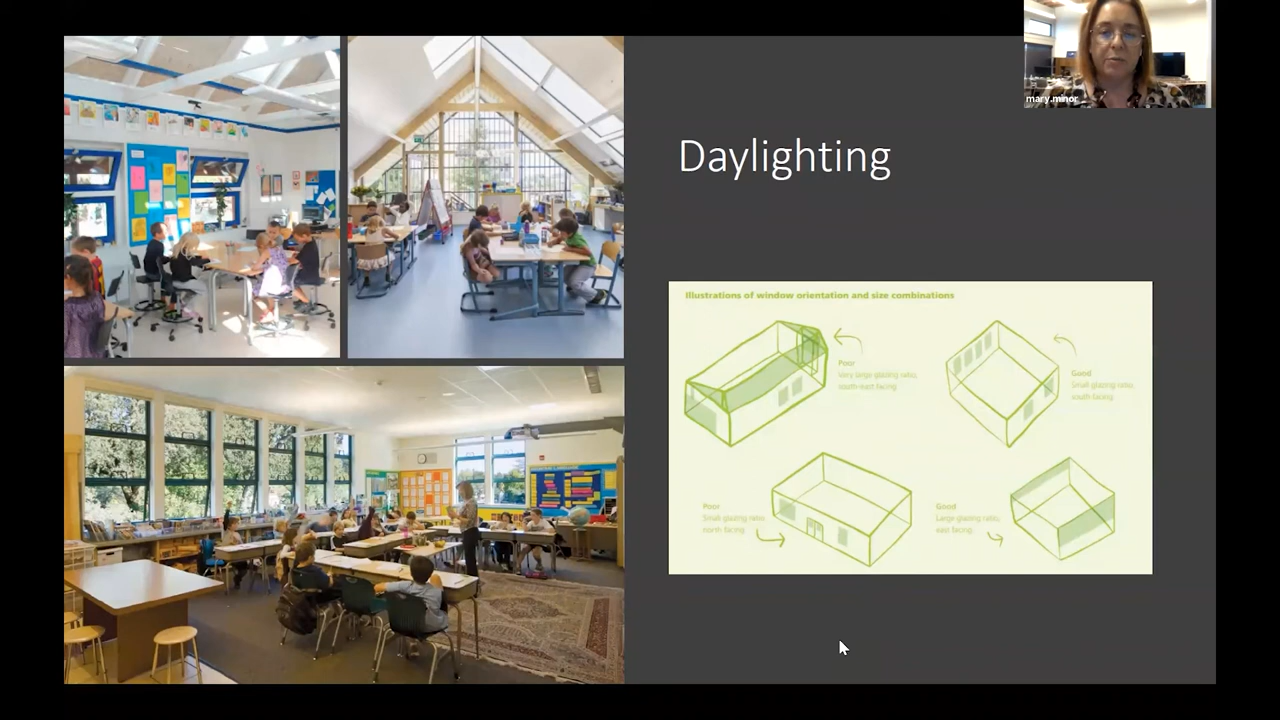 mary.minor
Daylighting
Illustrations of window orientation and size combinations
Poor
Very large glazing ratio,
south-east facing
Good
Small glazing ratio,
south facing
Poor
Small glazing ratio,
north facing
Good
Large glazing ratio,
east facing